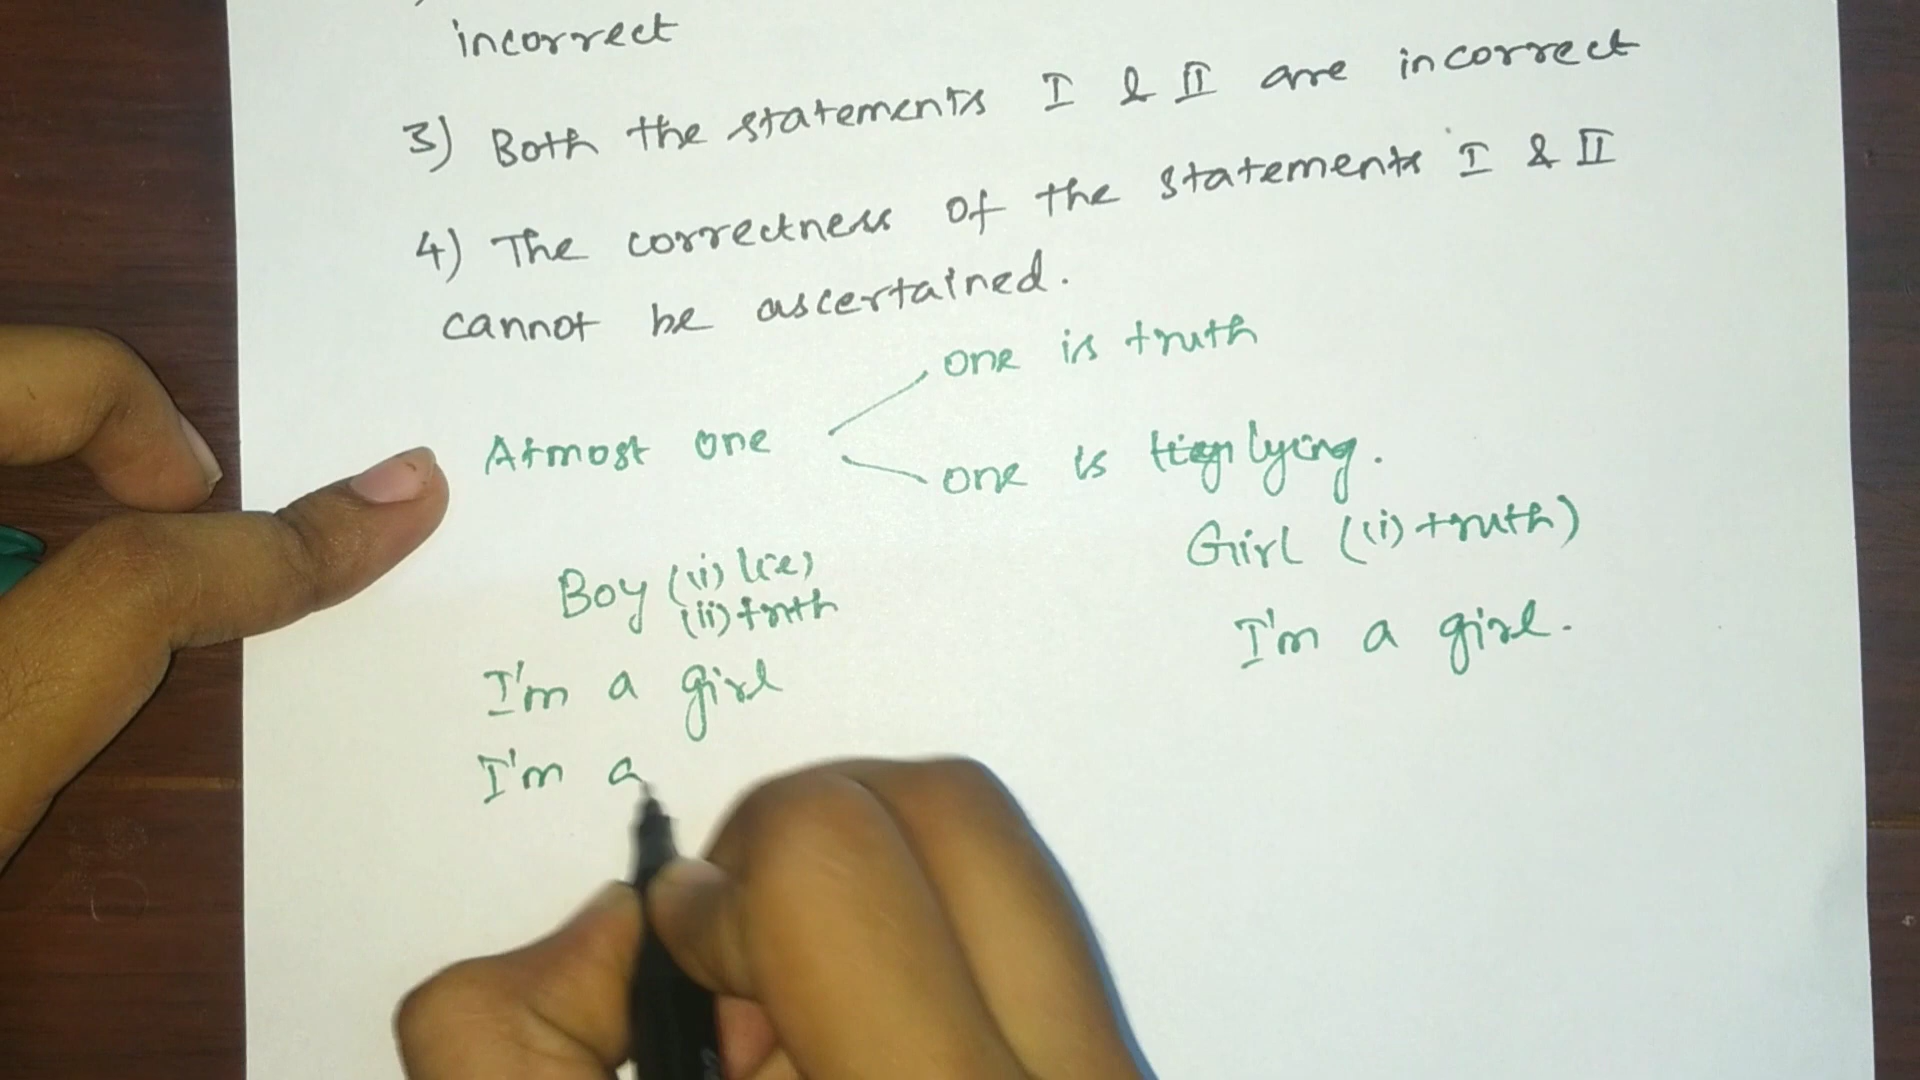 incorrect
3) Both the statements I & II are incorrect
4) The correctness of the statements I & II
cannot be ascertained.
one is truth
Atmost one
one is lying.
Boy ((i) lie)
(ii) truth
Girl ((i) truth)
I'm a girl
I'm a girl.
I'm a